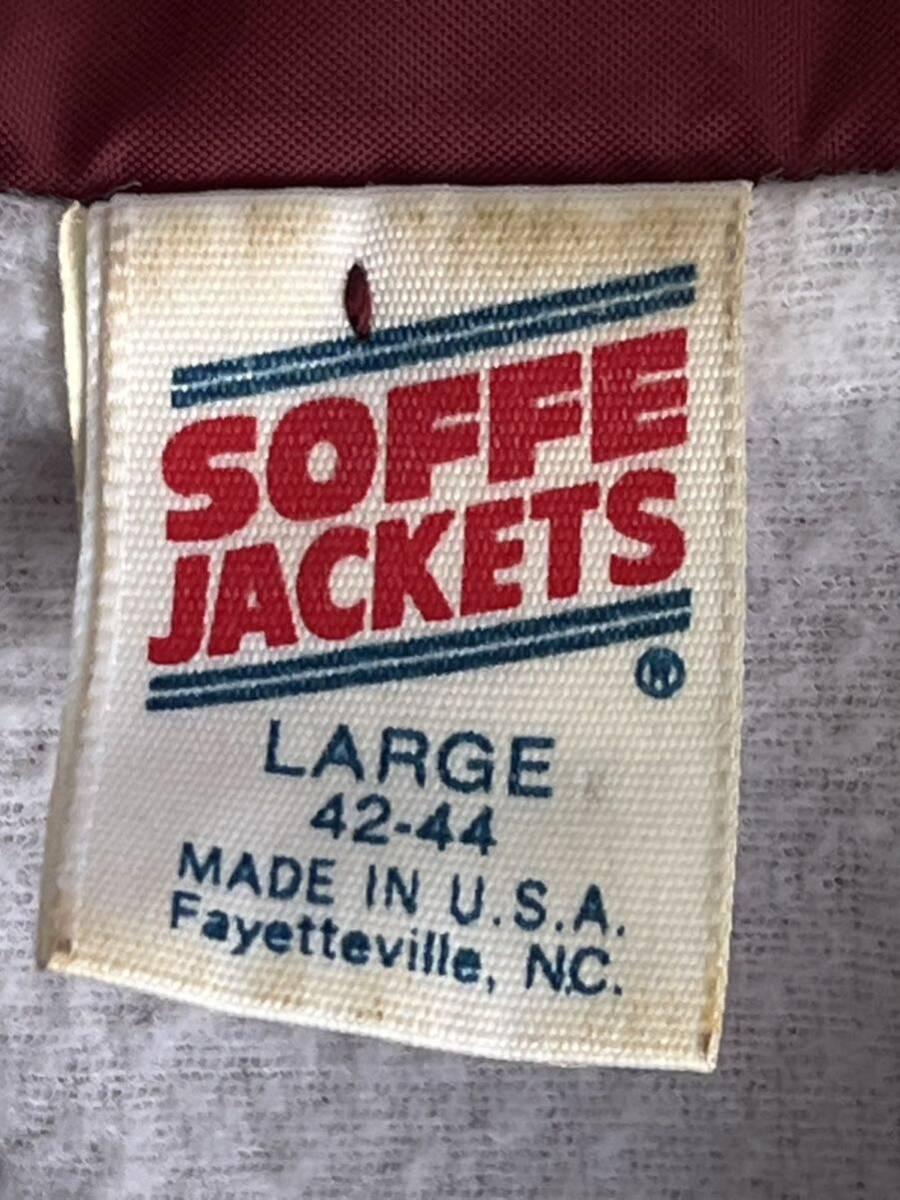 SOFFE
JACKETS
®
LARGE
42-44
MADE IN U.S.A.
Fayetteville, N.C.